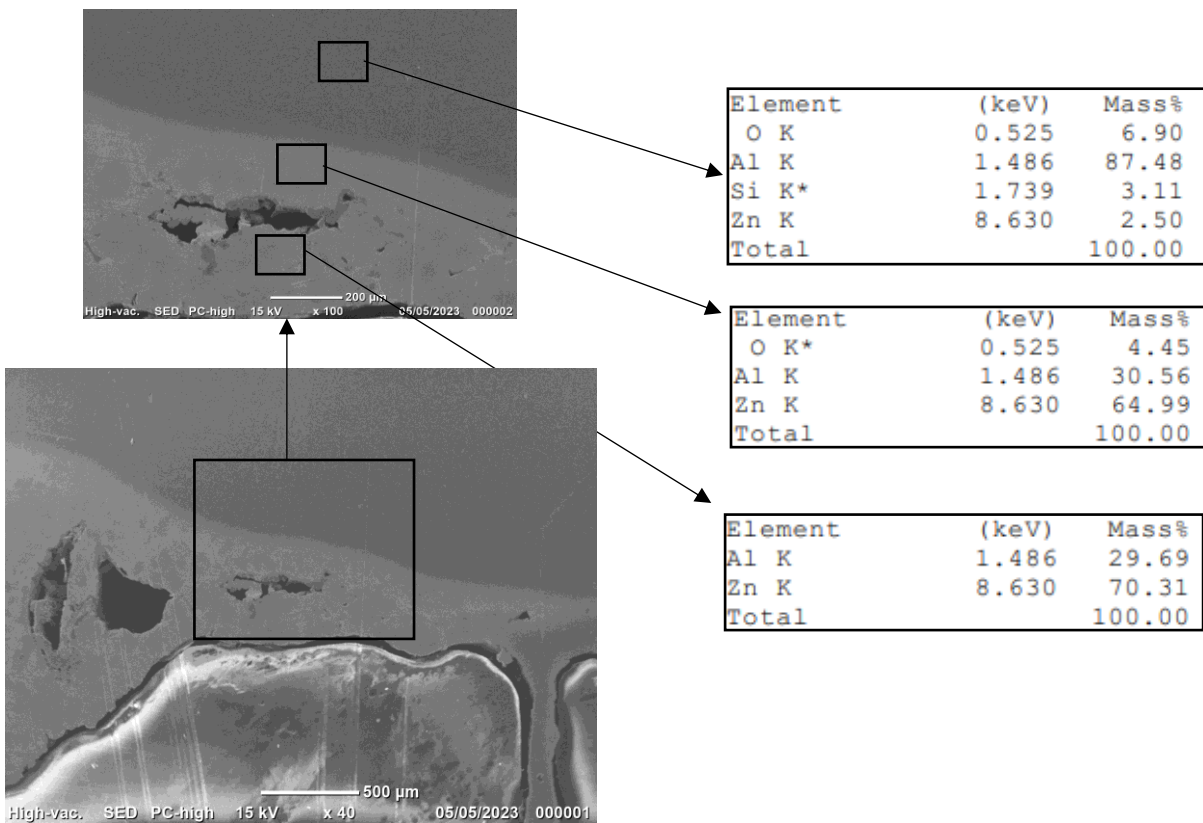 200 µm
High-vac. SED PC-high 15 kV x 100 05/05/2023 000002
Element (keV) Mass%
O K 0.525 6.90
Al K 1.486 87.48
Si K* 1.739 3.11
Zn K 8.630 2.50
Total 100.00
Element (keV) Mass%
O K* 0.525 4.45
Al K 1.486 30.56
Zn K 8.630 64.99
Total 100.00
Element (keV) Mass%
Al K 1.486 29.69
Zn K 8.630 70.31
Total 100.00
500 µm
High-vac. SED PC-high 15 kV x 40 05/05/2023 000001